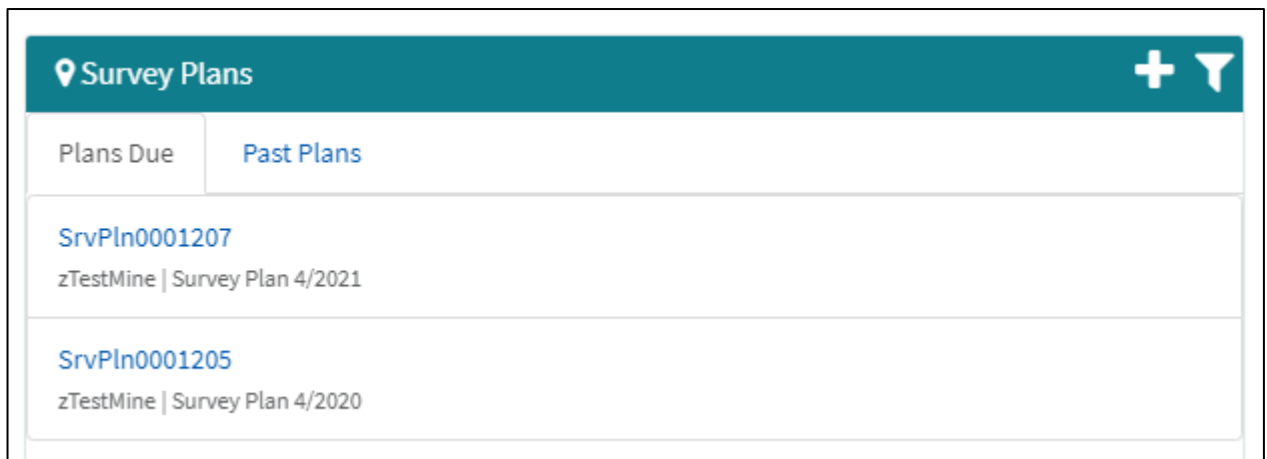 Survey Plans
Plans Due Past Plans
SrvPln0001207
zTestMine | Survey Plan 4/2021
SrvPln0001205
zTestMine | Survey Plan 4/2020